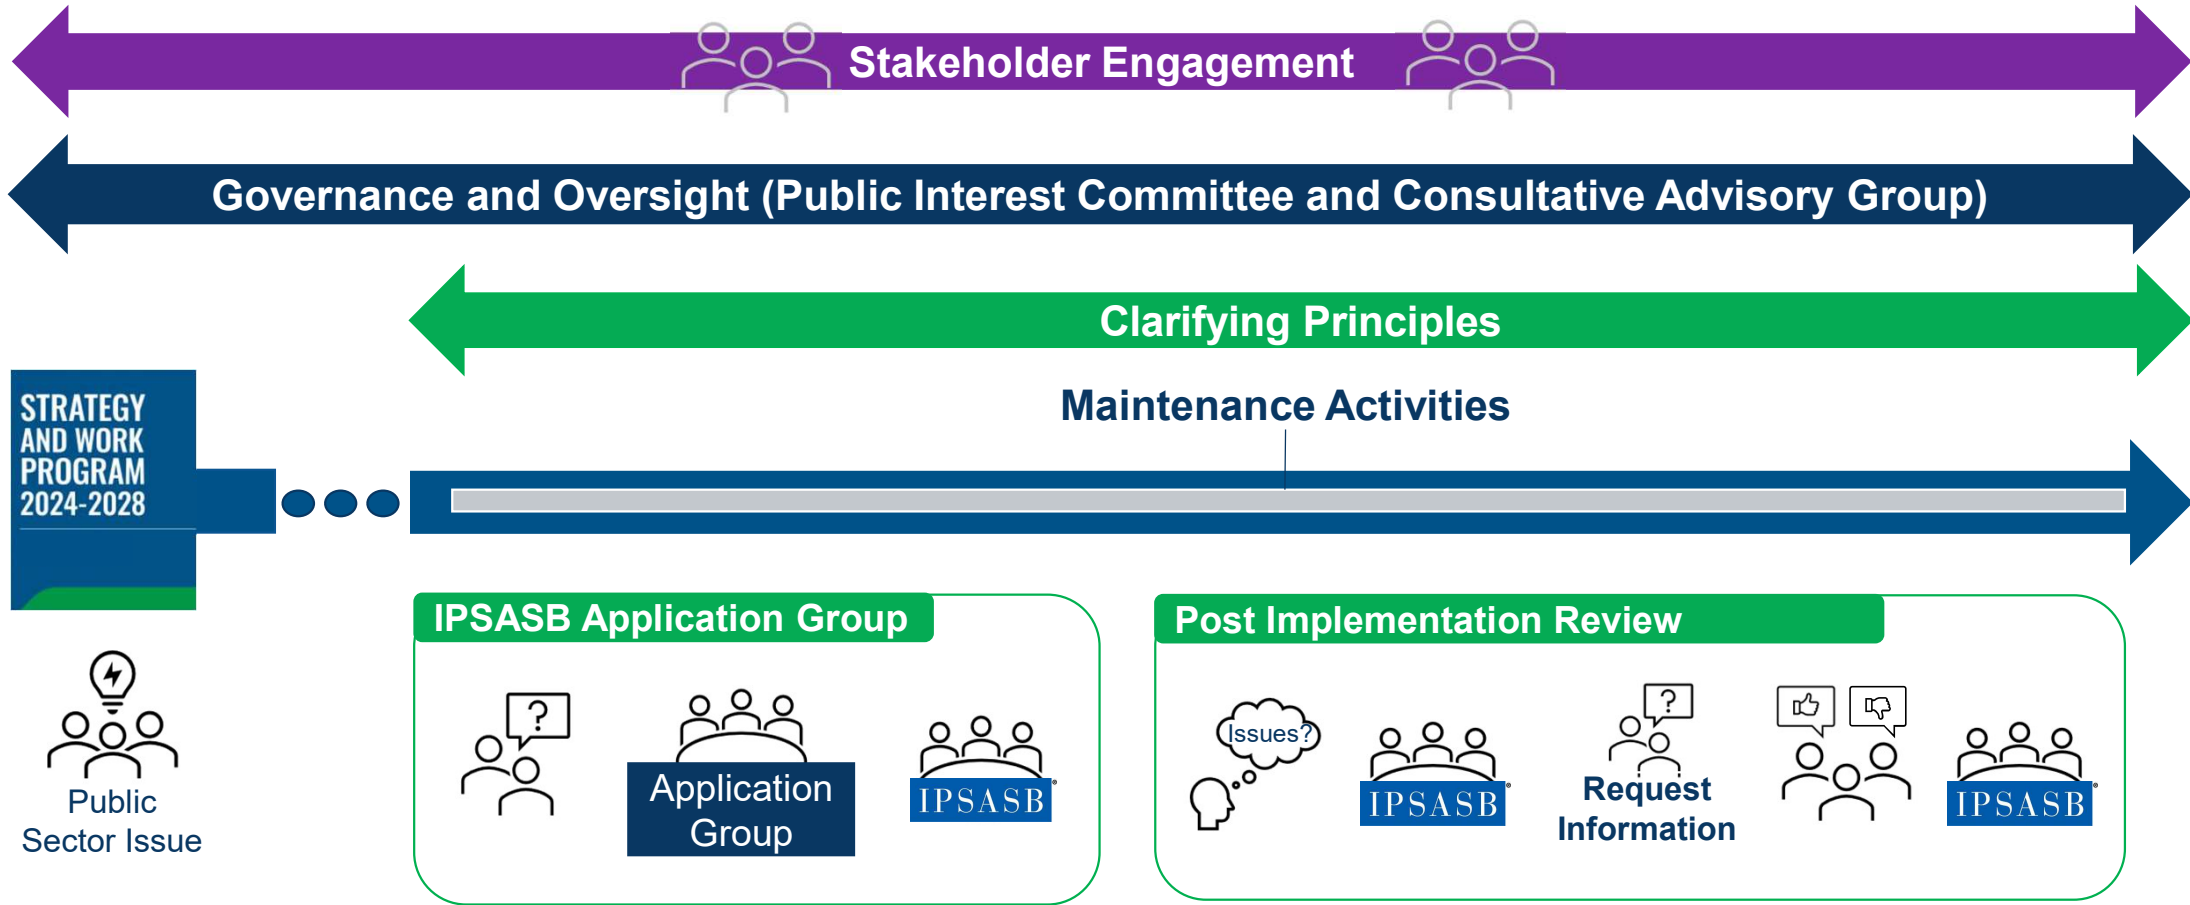 Stakeholder Engagement
Governance and Oversight (Public Interest Committee and Consultative Advisory Group)
Clarifying Principles
Maintenance Activities
STRATEGY
AND WORK
PROGRAM
2024-2028
Public
Sector Issue
IPSASB Application Group
?
Application
Group
IPSASB
Post Implementation Review
Issues?
IPSASB
?
Request
Information
IPSASB